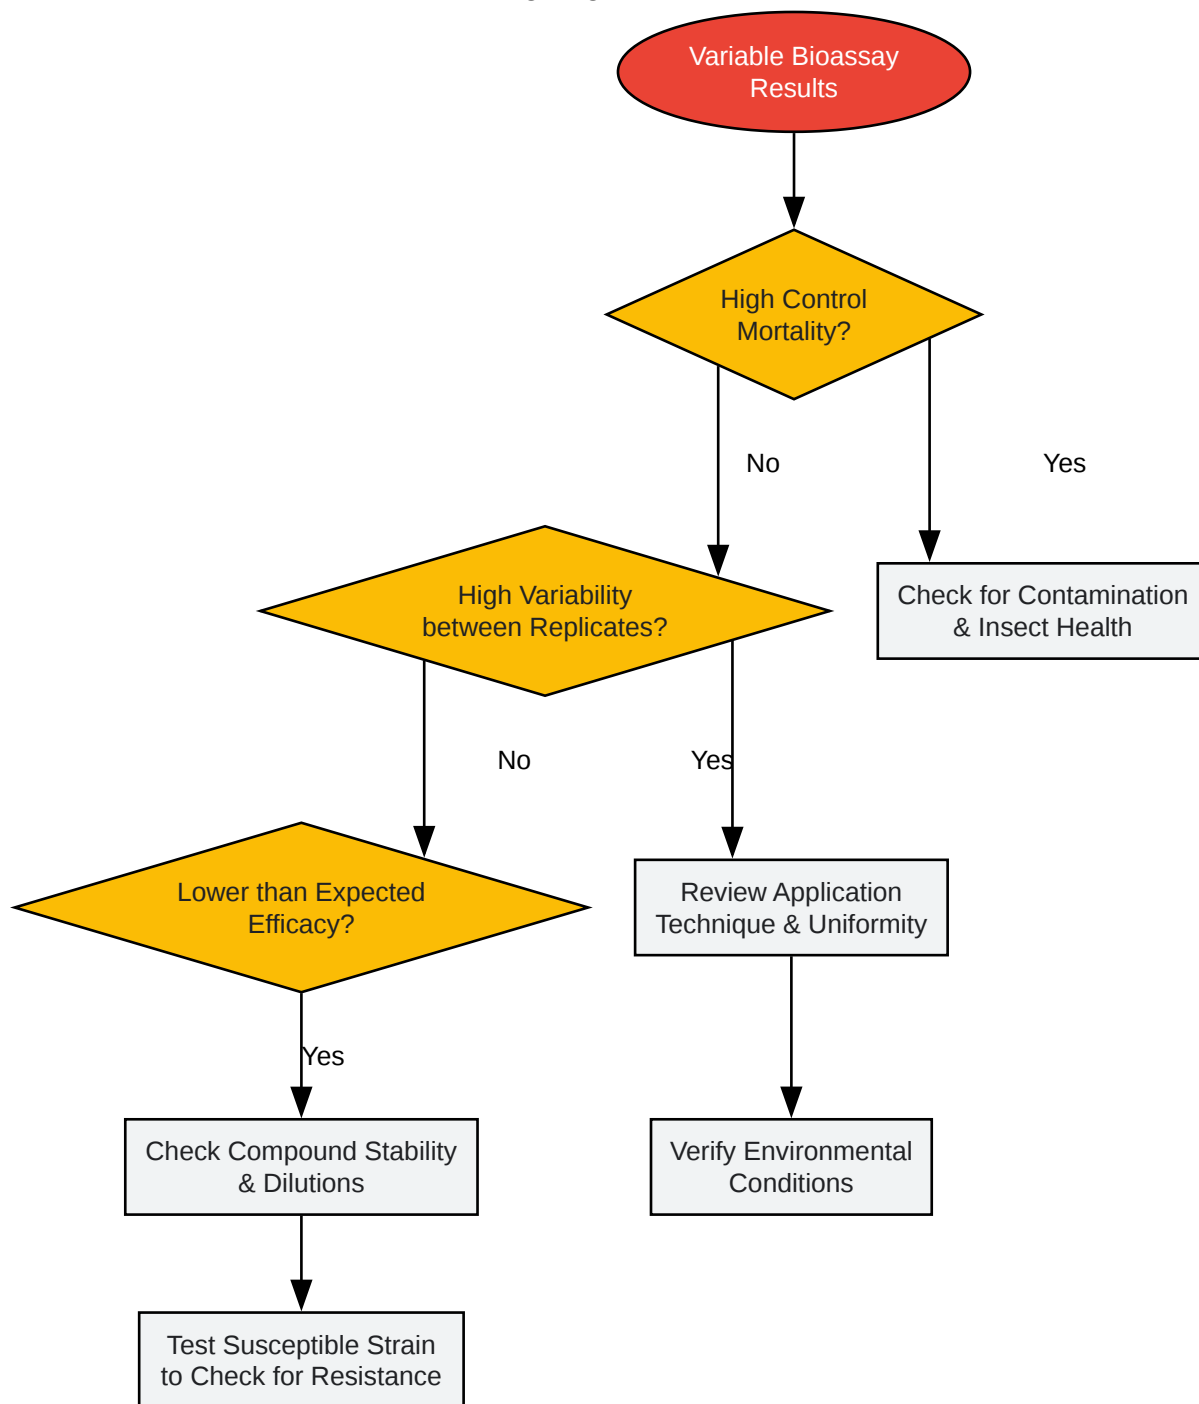 Variable Bioassay
Results
High Control
Mortality?
No
Yes
High Variability
between Replicates?
Check for Contamination
& Insect Health
No
Yes
Lower than Expected
Efficacy?
Review Application
Technique & Uniformity
Yes
Check Compound Stability
& Dilutions
Verify Environmental
Conditions
Test Susceptible Strain
to Check for Resistance